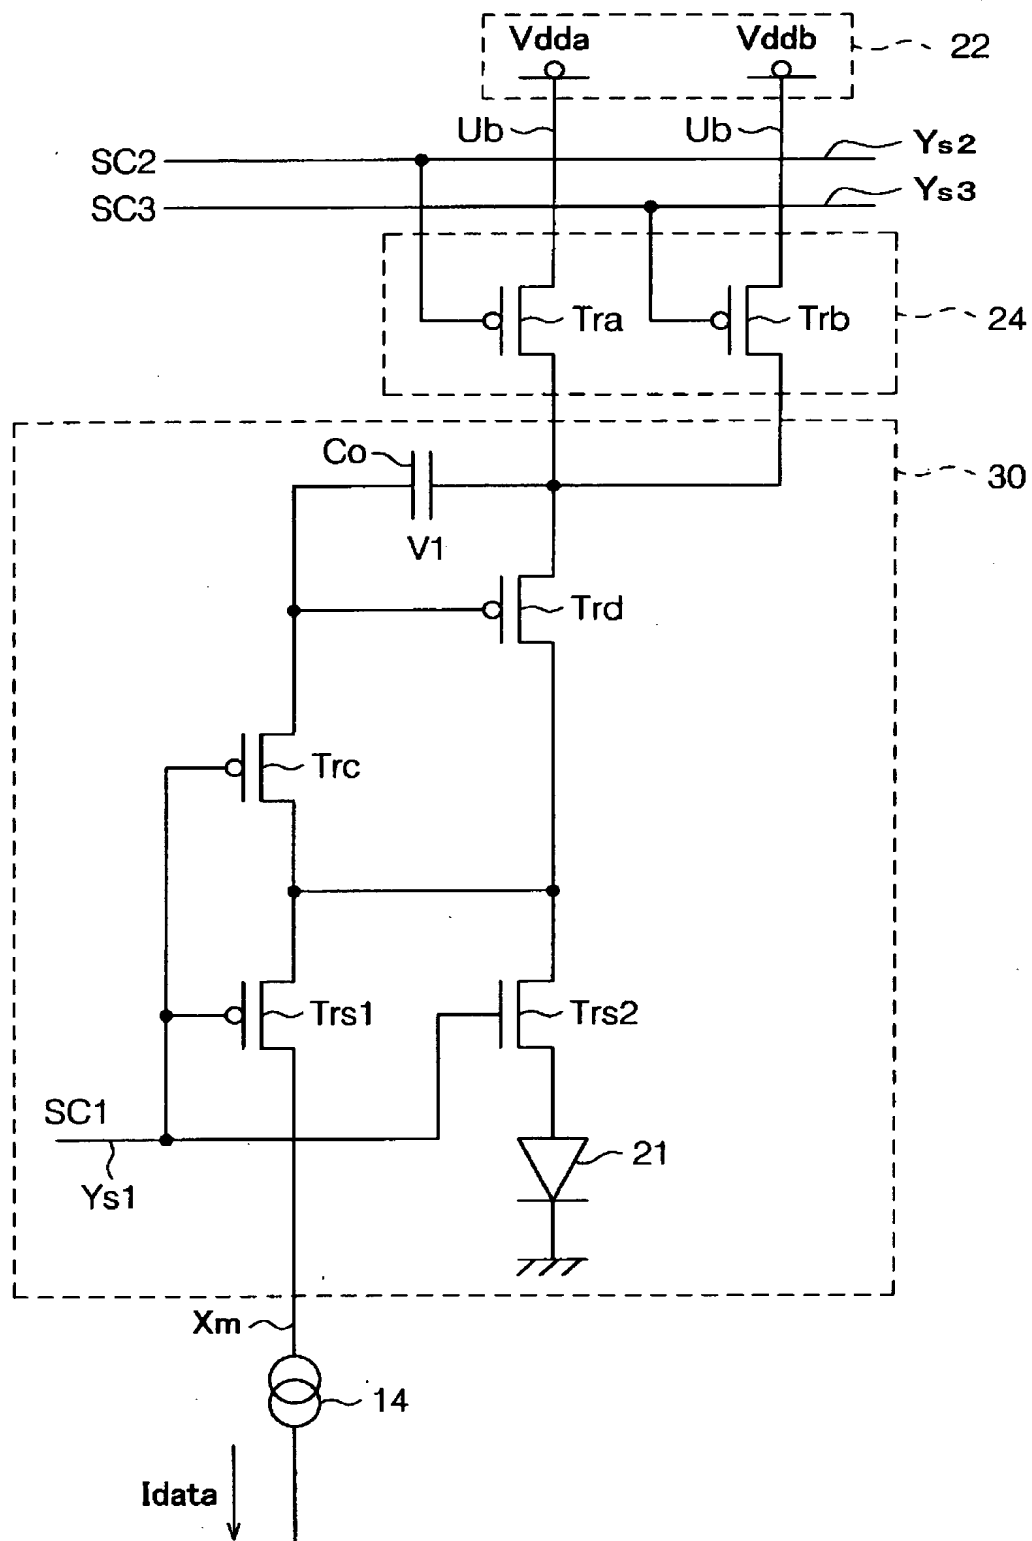 Vdda Vddb 22
Ub Ub
SC2 Ys2
SC3 Ys3
Tra Trb 24
Co 30
V1
Trd
Trc
Trs1 Trs2
SC1
21
Ys1
Xm
14
Idata